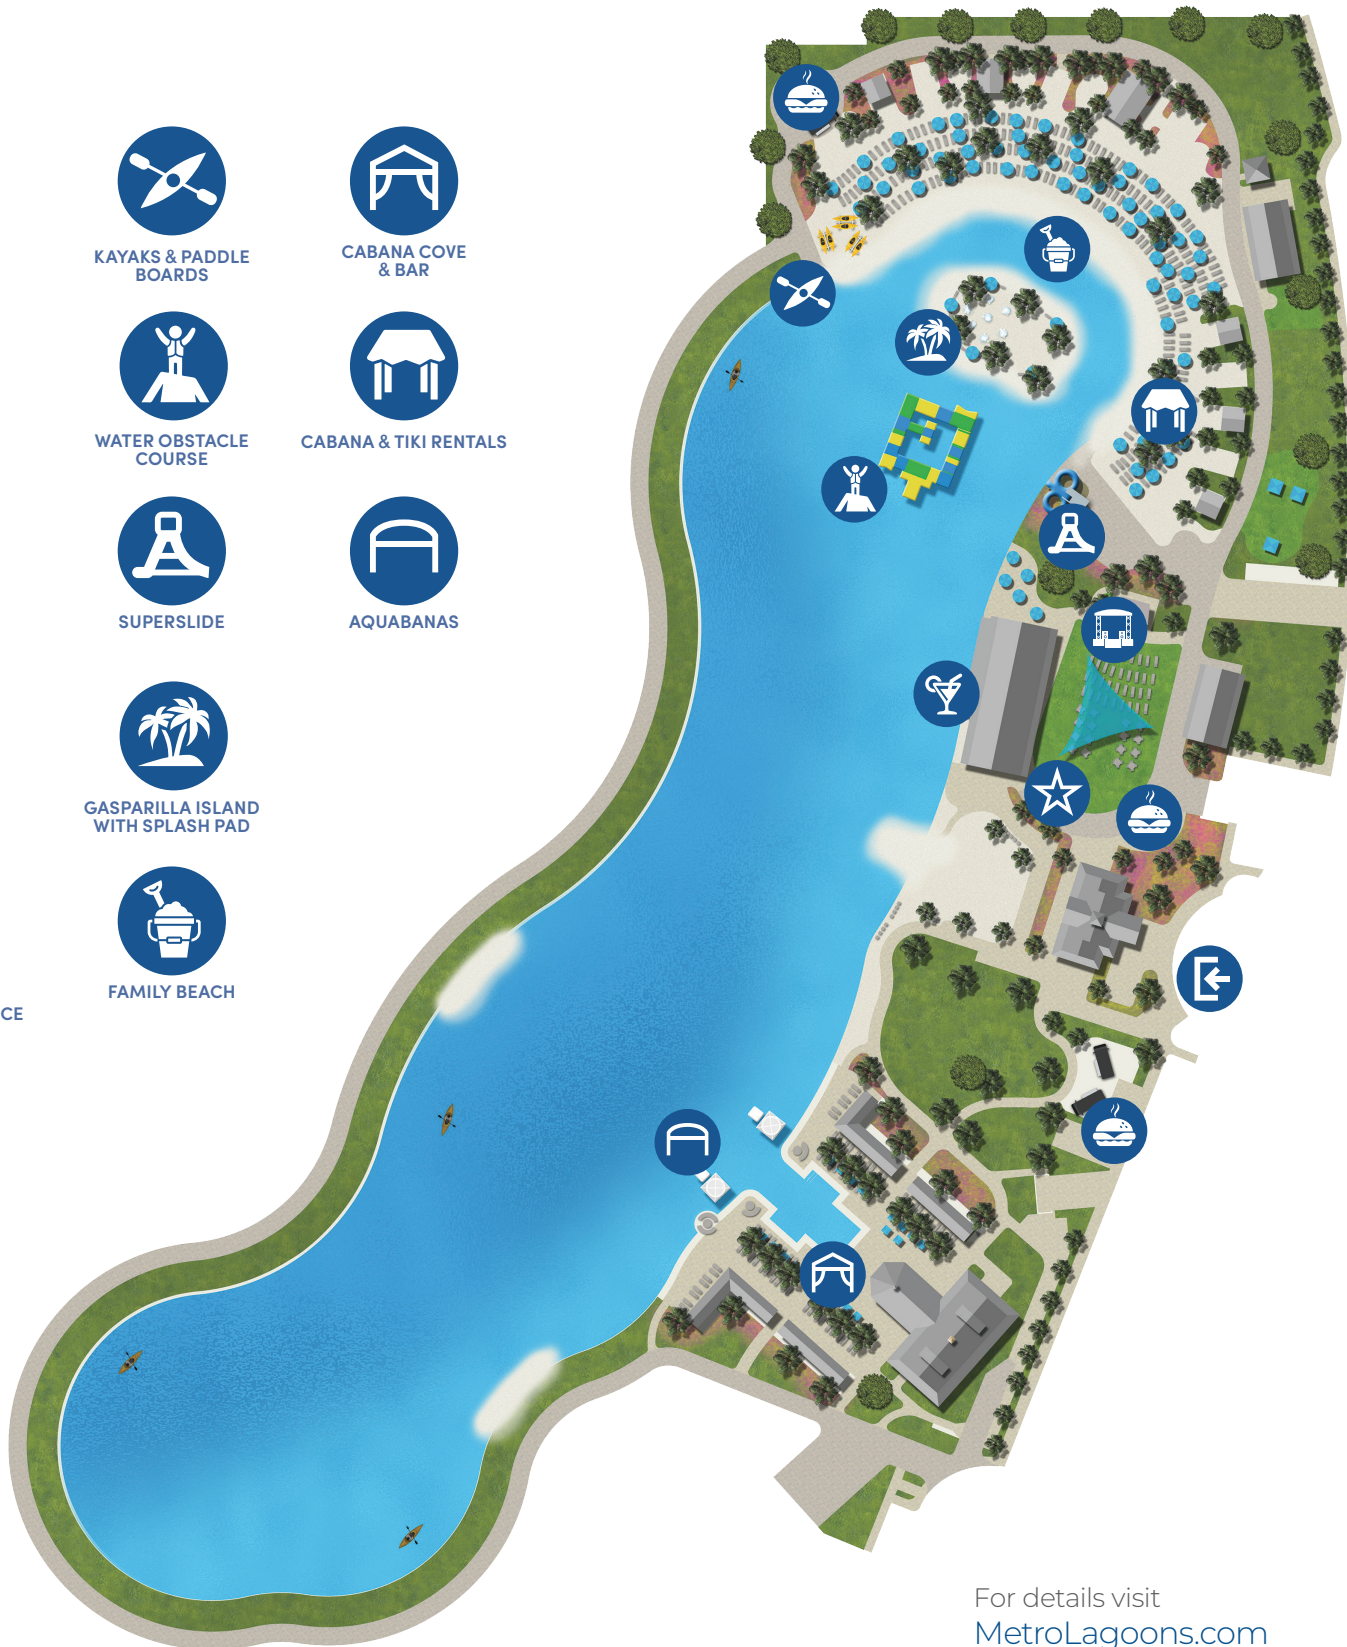 KAYAKS & PADDLE
BOARDS
CABANA COVE
& BAR
WATER OBSTACLE
COURSE
CABANA & TIKI RENTALS
SUPERSLIDE
AQUABANAS
GASPARILLA ISLAND
WITH SPLASH PAD
FAMILY BEACH
CE
For details visit
MetroLagoons.com